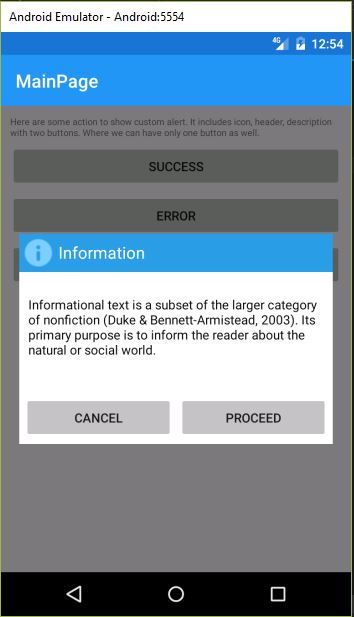 Android Emulator - Android:5554
4G 12:54
MainPage
Here are some action to show custom alert. It includes icon, header, description
with two buttons. Where we can have only one button as well.
SUCCESS
ERROR
Information
Informational text is a subset of the larger category
of nonfiction (Duke & Bennett-Armistead, 2003). Its
primary purpose is to inform the reader about the
natural or social world.
CANCEL PROCEED